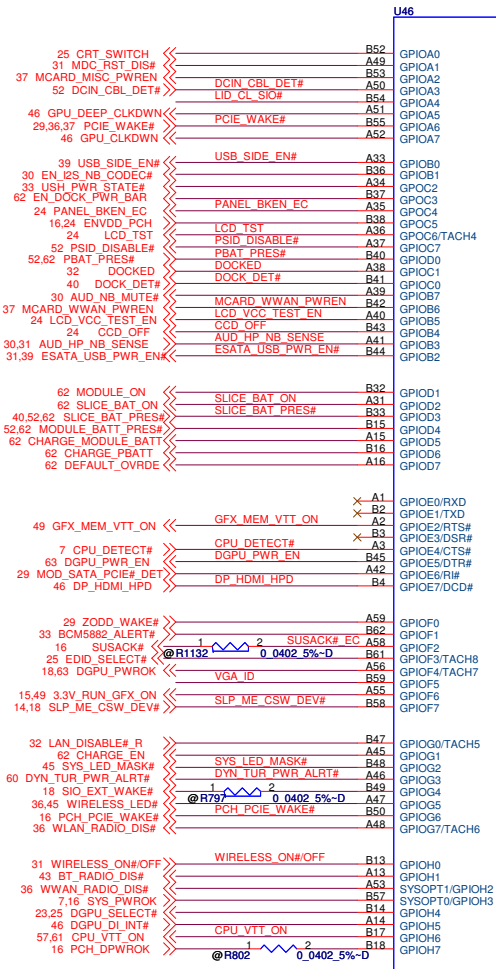 U46
25 CRT_SWITCH B52 GPIOA0
31 MDC_RST_DIS# A49 GPIOA1
37 MCARD_MISC_PWREN B53 GPIOA2
52 DCIN_CBL_DET# DCIN_CBL_DET# A50 GPIOA3
LID_CL_SIO# B54 GPIOA4
46 GPU_DEEP_CLKDWN A51 GPIOA5
29,36,37 PCIE_WAKE# PCIE_WAKE# B55 GPIOA6
46 GPU_CLKDWN A52 GPIOA7
39 USB_SIDE_EN# USB_SIDE_EN# A33 GPIOB0
30 EN_I2S_NB_CODEC# B36 GPIOB1
33 USH_PWR_STATE# A34 GPOC2
62 EN_DOCK_PWR_BAR B37 GPOC3
24 PANEL_BKEN_EC PANEL_BKEN_EC A35 GPOC4
16,24 ENVDD_PCH B38 GPOC5
24 LCD_TST LCD_TST A36 GPOC6/TACH4
52 PSID_DISABLE# PSID_DISABLE# A37 GPIOC7
52,62 PBAT_PRES# PBAT_PRES# B40 GPIOD0
32 DOCKED DOCKED A38 GPIOC1
40 DOCK_DET# DOCK_DET# B41 GPIOC0
30 AUD_NB_MUTE# A39 GPIOB7
37 MCARD_WWAN_PWREN MCARD_WWAN_PWREN B42 GPIOB6
24 LCD_VCC_TEST_EN LCD_VCC_TEST_EN A40 GPIOB5
24 CCD_OFF CCD_OFF B43 GPIOB4
30,31 AUD_HP_NB_SENSE AUD_HP_NB_SENSE A41 GPIOB3
31,39 ESATA_USB_PWR_EN# ESATA_USB_PWR_EN# B44 GPIOB2
62 MODULE_ON B32 GPIOD1
62 SLICE_BAT_ON SLICE_BAT_ON A31 GPIOD2
40,52,62 SLICE_BAT_PRES# SLICE_BAT_PRES# B33 GPIOD3
52,62 MODULE_BATT_PRES# B15 GPIOD4
62 CHARGE_MODULE_BATT A15 GPIOD5
62 CHARGE_PBATT B16 GPIOD6
62 DEFAULT_OVRDE A16 GPIOD7
A1 GPIOE0/RXD
B2 GPIOE1/TXD
49 GFX_MEM_VTT_ON GFX_MEM_VTT_ON A2 GPIOE2/RTS#
B3 GPIOE3/DSR#
7 CPU_DETECT# CPU_DETECT# A3 GPIOE4/CTS#
63 DGPU_PWR_EN DGPU_PWR_EN B45 GPIOE5/DTR#
29 MOD_SATA_PCIE#_DET A42 GPIOE6/RI#
46 DP_HDMI_HPD DP_HDMI_HPD B4 GPIOE7/DCD#
29 ZODD_WAKE# A59 GPIOF0
33 BCM5882_ALERT# B62 GPIOF1
16 SUSACK# 1 2 SUSACK#_EC A58 GPIOF2
25 EDID_SELECT# @R1132 0_0402_5%~D B61 GPIOF3/TACH8
18,63 DGPU_PWROK A56 GPIOF4/TACH7
VGA_ID B59 GPIOF5
15,49 3.3V_RUN_GFX_ON A55 GPIOF6
14,18 SLP_ME_CSW_DEV# SLP_ME_CSW_DEV# B58 GPIOF7
32 LAN_DISABLE#_R B47 GPIOG0/TACH5
62 CHARGE_EN A45 GPIOG1
45 SYS_LED_MASK# SYS_LED_MASK# B48 GPIOG2
60 DYN_TUR_PWR_ALRT# DYN_TUR_PWR_ALRT# A46 GPIOG3
18 SIO_EXT_WAKE# 1 2 B49 GPIOG4
36,45 WIRELESS_LED# @R797 0_0402_5%~D A47 GPIOG5
16 PCH_PCIE_WAKE# PCH_PCIE_WAKE# B50 GPIOG6
36 WLAN_RADIO_DIS# A48 GPIOG7/TACH6
31 WIRELESS_ON#/OFF WIRELESS_ON#/OFF B13 GPIOH0
43 BT_RADIO_DIS# A13 GPIOH1
36 WWAN_RADIO_DIS# A53 SYSOPT1/GPIOH2
7,16 SYS_PWROK B57 SYSOPT0/GPIOH3
23,25 DGPU_SELECT# B14 GPIOH4
46 DGPU_DI_INT# A14 GPIOH5
57,61 CPU_VTT_ON CPU_VTT_ON B17 GPIOH6
16 PCH_DPWROK 1 2 B18 GPIOH7
@R802 0_0402_5%~D